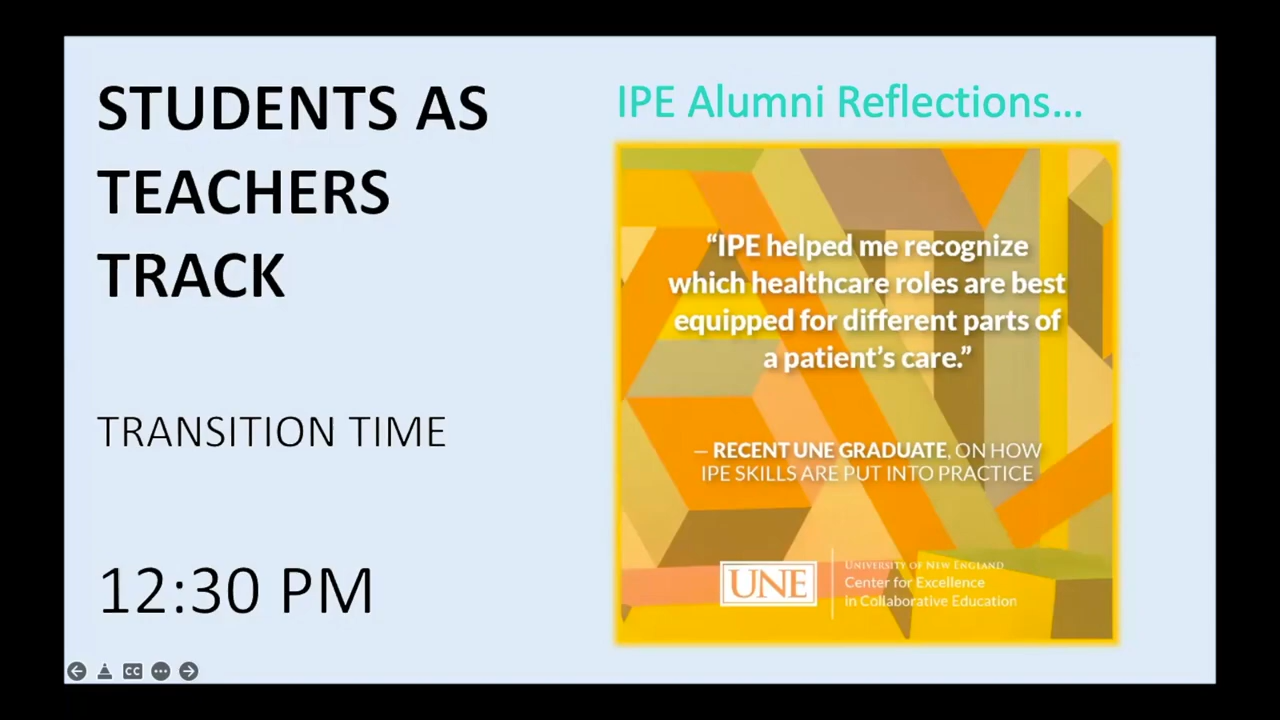 STUDENTS AS
TEACHERS
TRACK
TRANSITION TIME
12:30 PM
IPE Alumni Reflections...
“IPE helped me recognize
which healthcare roles are best
equipped for different parts of
a patient’s care.”
– RECENT UNE GRADUATE, ON HOW
IPE SKILLS ARE PUT INTO PRACTICE
UNE
UNIVERSITY OF NEW ENGLAND
Center for Excellence
in Collaborative Education
CC